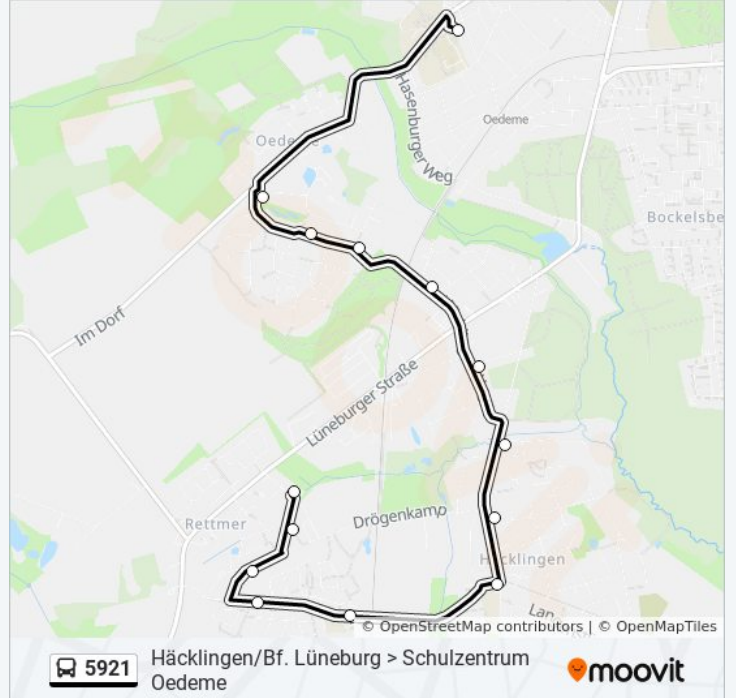 Hasenburger Weg
Oedeme
Oedeme
Bockelsbe
Im Dorf
Lüneburger Straße
Rettmer
Drögenkamp
Häcklingen
Lan
© OpenStreetMap contributors | © OpenMapTiles
5921
Häcklingen/Bf. Lüneburg > Schulzentrum
Oedeme
moovit